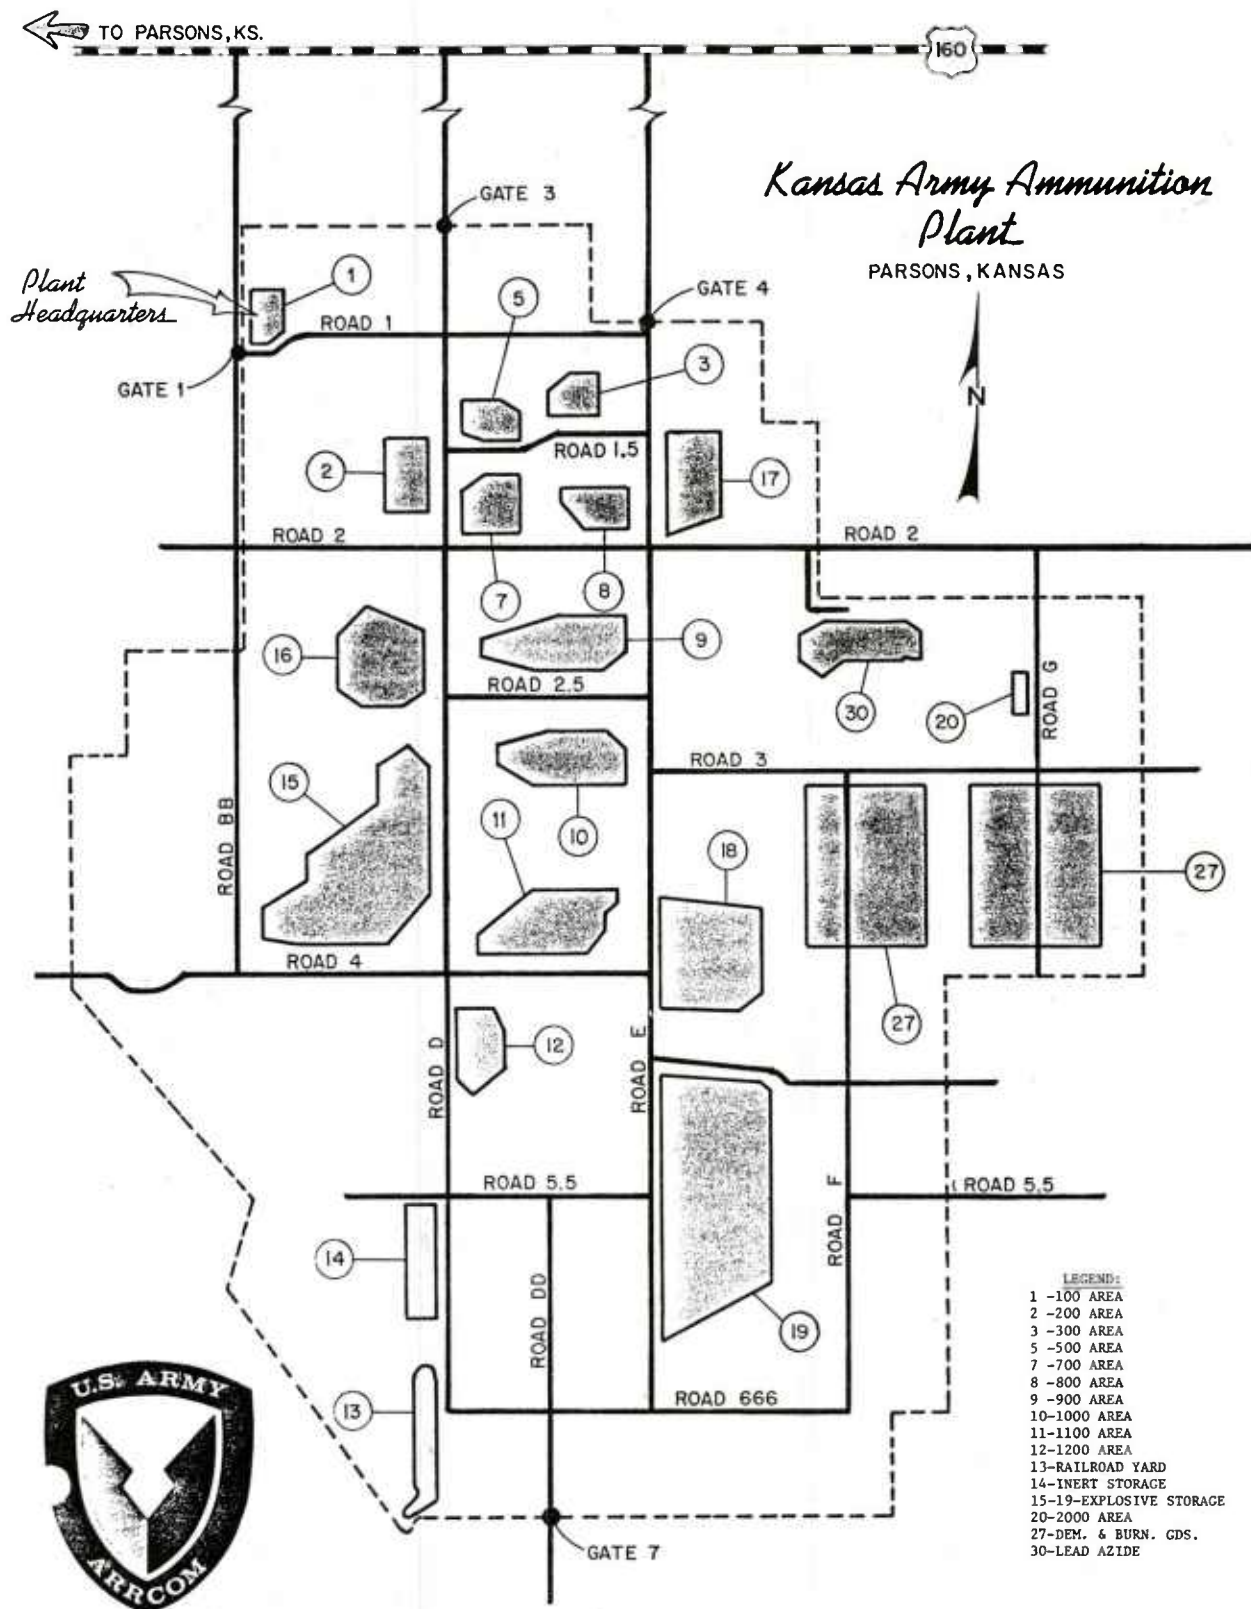 TO PARSONS, KS.
160
Kansas Army Ammunition
Plant
PARSONS, KANSAS
GATE 3
Plant
Headquarters
1
GATE 4
5
ROAD 1
N
GATE 1
3
ROAD 1.5
2
17
ROAD 2
ROAD 2
7
8
16
9
ROAD 2.5
30
20
ROAD G
ROAD 3
15
ROAD BB
11
10
18
27
ROAD 4
27
ROAD D
12
ROAD E
ROAD 5.5
ROAD F
ROAD 5.5
14
ROAD DD
19
13
ROAD 666
GATE 7
LEGEND:
1 -100 AREA
2 -200 AREA
3 -300 AREA
5 -500 AREA
7 -700 AREA
8 -800 AREA
9 -900 AREA
10-1000 AREA
11-1100 AREA
12-1200 AREA
13-RAILROAD YARD
14-INERT STORAGE
15-19-EXPLOSIVE STORAGE
20-2000 AREA
27-DEM. & BURN. GDS.
30-LEAD AZIDE
U.S. ARMY
ARRCOM